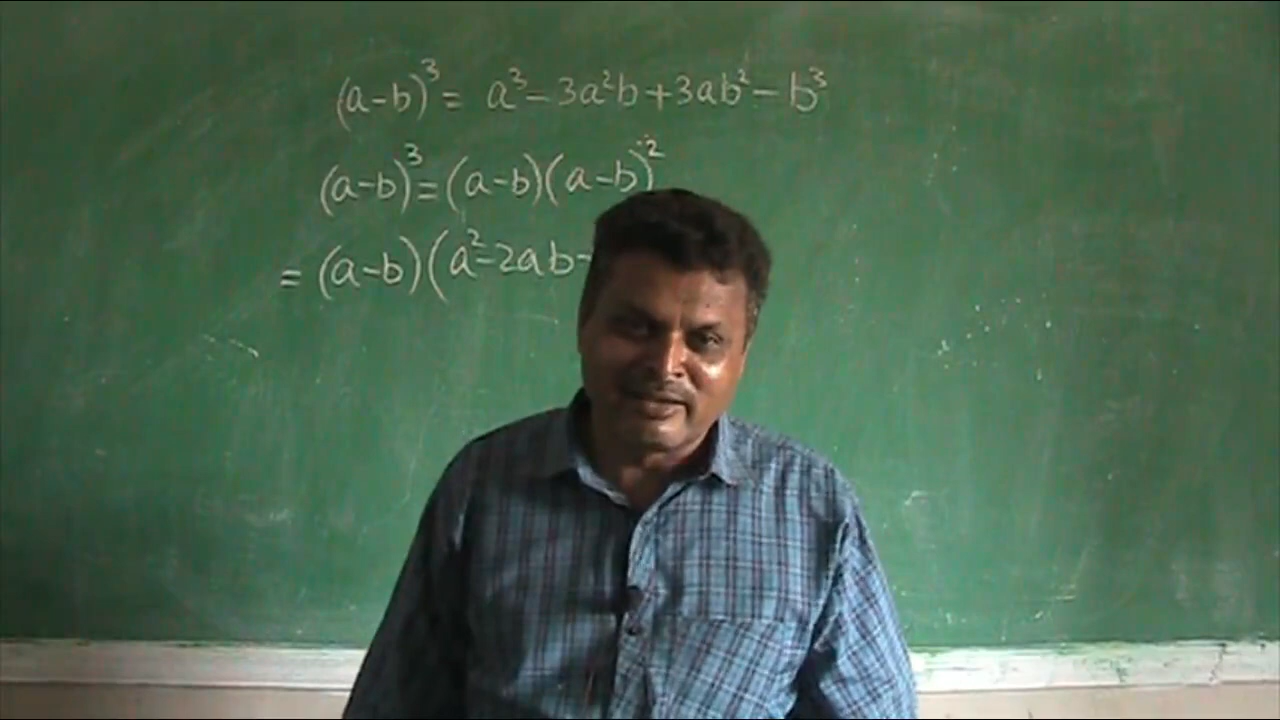 (a-b)³ = a³ - 3a²b + 3ab² - b³
(a-b)³ = (a-b)(a-b)²
= (a-b)(a² - 2ab